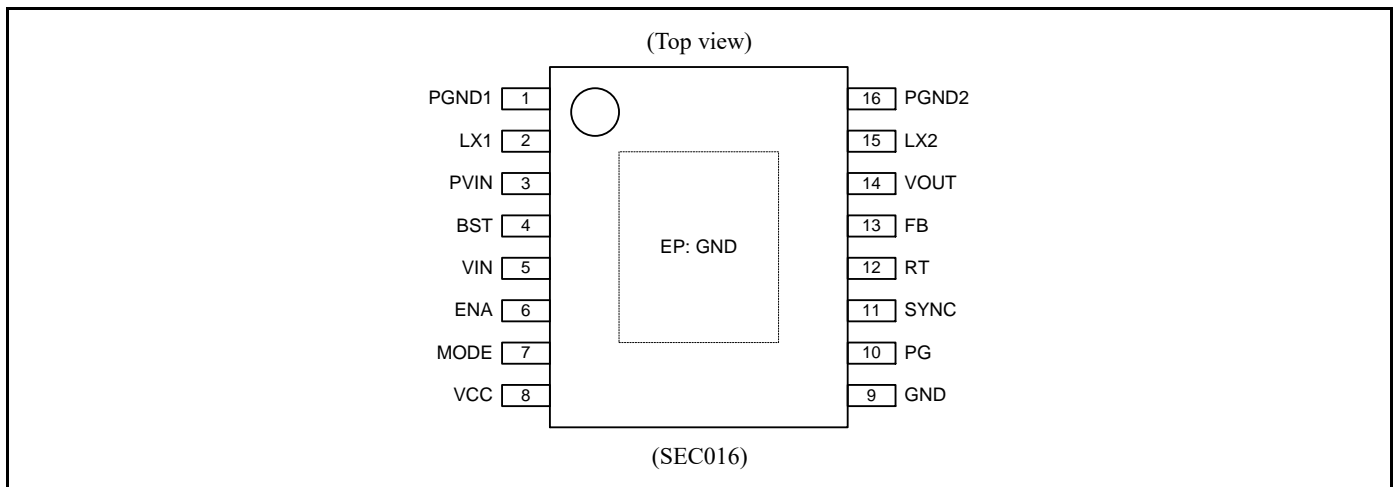 (Top view)
PGND1 1 16 PGND2
LX1 2 15 LX2
PVIN 3 14 VOUT
BST 4 13 FB
EP: GND
VIN 5 12 RT
ENA 6 11 SYNC
MODE 7 10 PG
VCC 8 9 GND
(SEC016)